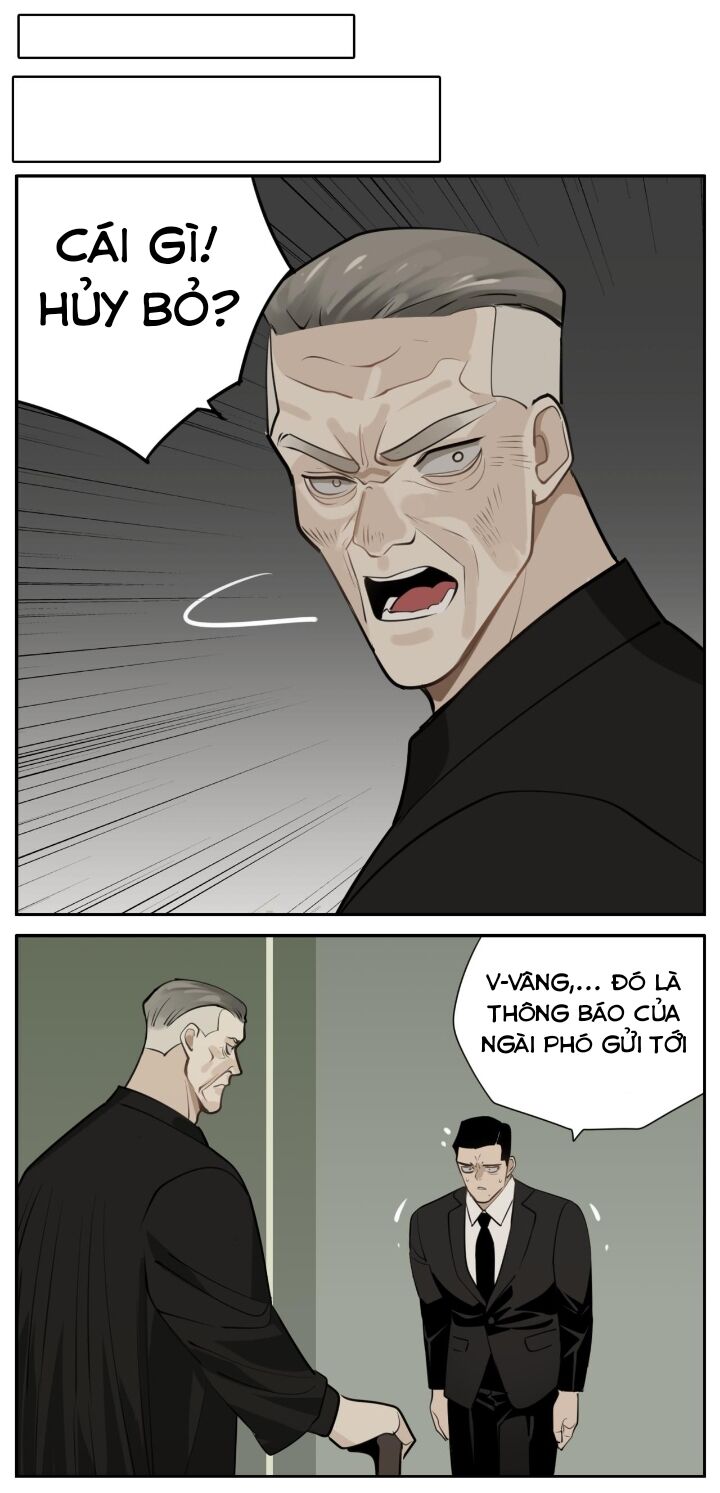 CÁI GÌ!
HỦY BỎ?
V-VÂNG,... ĐÓ LÀ
THÔNG BÁO CỦA
NGÀI PHÓ GỬI TỚI